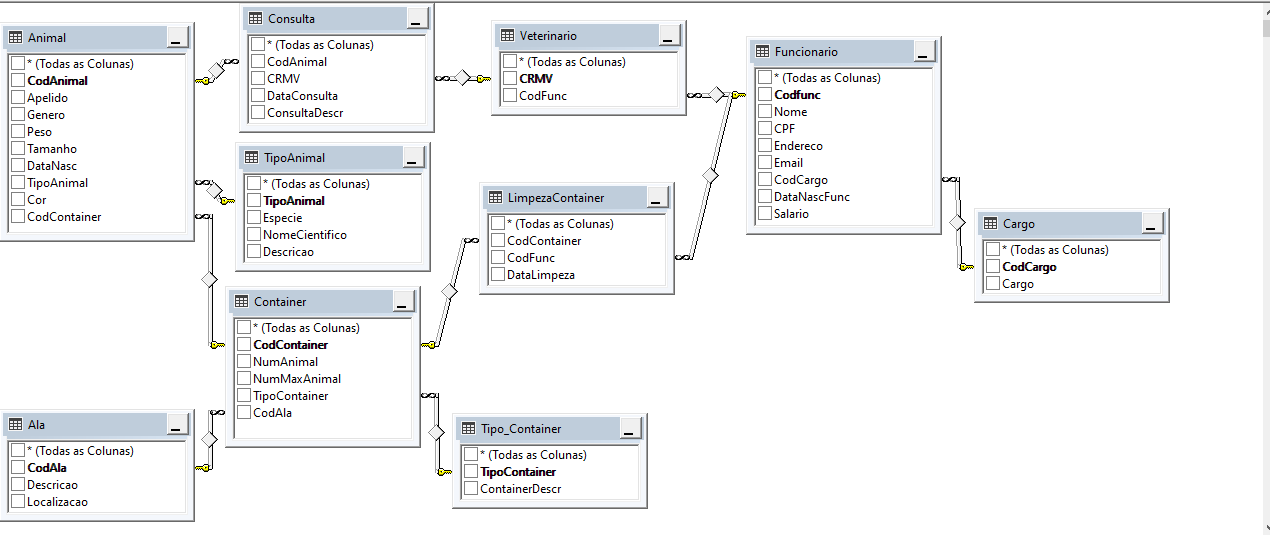 Animal
* (Todas as Colunas)
CodAnimal
Apelido
Genero
Peso
Tamanho
DataNasc
TipoAnimal
Cor
CodContainer
Consulta
* (Todas as Colunas)
CodAnimal
CRMV
DataConsulta
ConsultaDescr
Veterinario
* (Todas as Colunas)
CRMV
CodFunc
Funcionario
* (Todas as Colunas)
Codfunc
Nome
CPF
Endereco
Email
CodCargo
DataNascFunc
Salario
TipoAnimal
* (Todas as Colunas)
TipoAnimal
Especie
NomeCientifico
Descricao
LimpezaContainer
* (Todas as Colunas)
CodContainer
CodFunc
DataLimpeza
Cargo
* (Todas as Colunas)
CodCargo
Cargo
Container
* (Todas as Colunas)
CodContainer
NumAnimal
NumMaxAnimal
TipoContainer
CodAla
Ala
* (Todas as Colunas)
CodAla
Descricao
Localizacao
Tipo_Container
* (Todas as Colunas)
TipoContainer
ContainerDescr